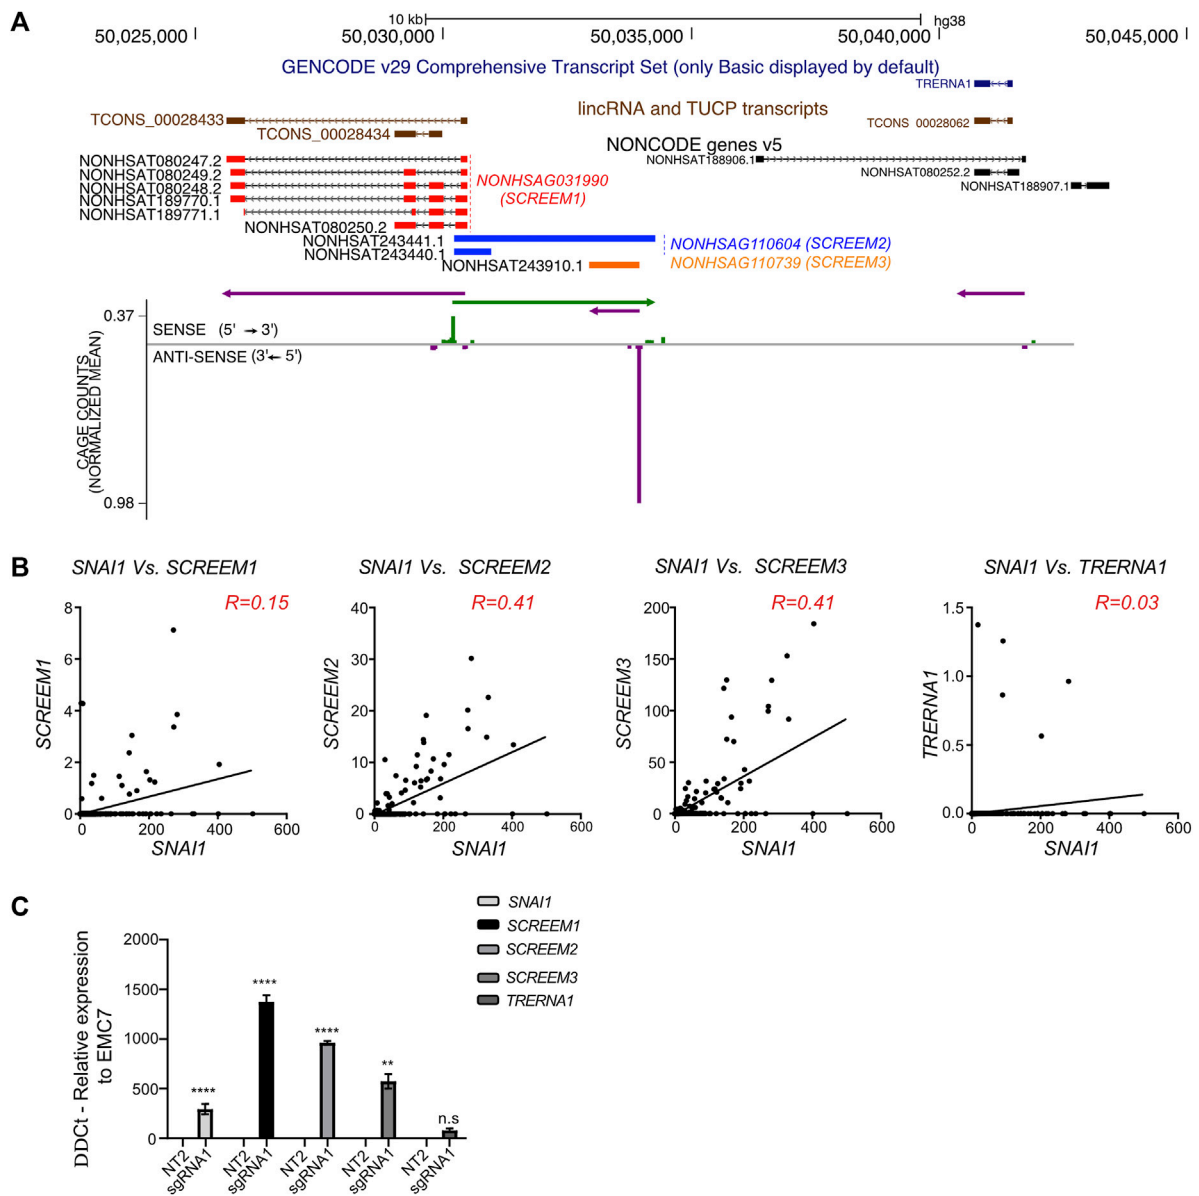 A
10 kb
hg38
50,025,000
50,030,000
50,035,000
50,040,000
50,045,000
GENCODE v29 Comprehensive Transcript Set (only Basic displayed by default)
TRERNA1
lincRNA and TUCP transcripts
TCONS_00028433
TCONS_00028434
TCONS 00028062
NONCODE genes v5
NONHSAT080247.2
NONHSAT188906.1
NONHSAT080249.2
NONHSAT080252.2
NONHSAT080248.2
NONHSAT188907.1
NONHSAT189770.1
NONHSAT189771.1
NONHSAT080250.2
NONHSAG031990
(SCREEM1)
NONHSAT243441.1
NONHSAT243440.1
NONHSAG110604 (SCREEM2)
NONHSAT243910.1
NONHSAG110739 (SCREEM3)
0.37
SENSE (5' → 3')
ANTI-SENSE (3'← 5')
CAGE COUNTS
(NORMALIZED MEAN)
0.98
B
SNAI1 Vs. SCREEM1
R=0.15
8
6
4
2
0
0 200 400 600
SCREEM1
SNAI1
SNAI1 Vs. SCREEM2
R=0.41
40
30
20
10
0
0 200 400 600
SCREEM2
SNAI1
SNAI1 Vs. SCREEM3
R=0.41
200
150
100
50
0
0 200 400 600
SCREEM3
SNAI1
SNAI1 Vs. TRERNA1
R=0.03
1.5
1.0
0.5
0.0
0 200 400 600
TRERNA1
SNAI1
C
SNAI1
SCREEM1
SCREEM2
SCREEM3
TRERNA1
DDCt - Relative expression
to EMC7
2000
1500
1000
500
0
****
****
****
**
n.s
NT2
sgRNA1
NT2
sgRNA1
NT2
sgRNA1
NT2
sgRNA1
NT2
sgRNA1